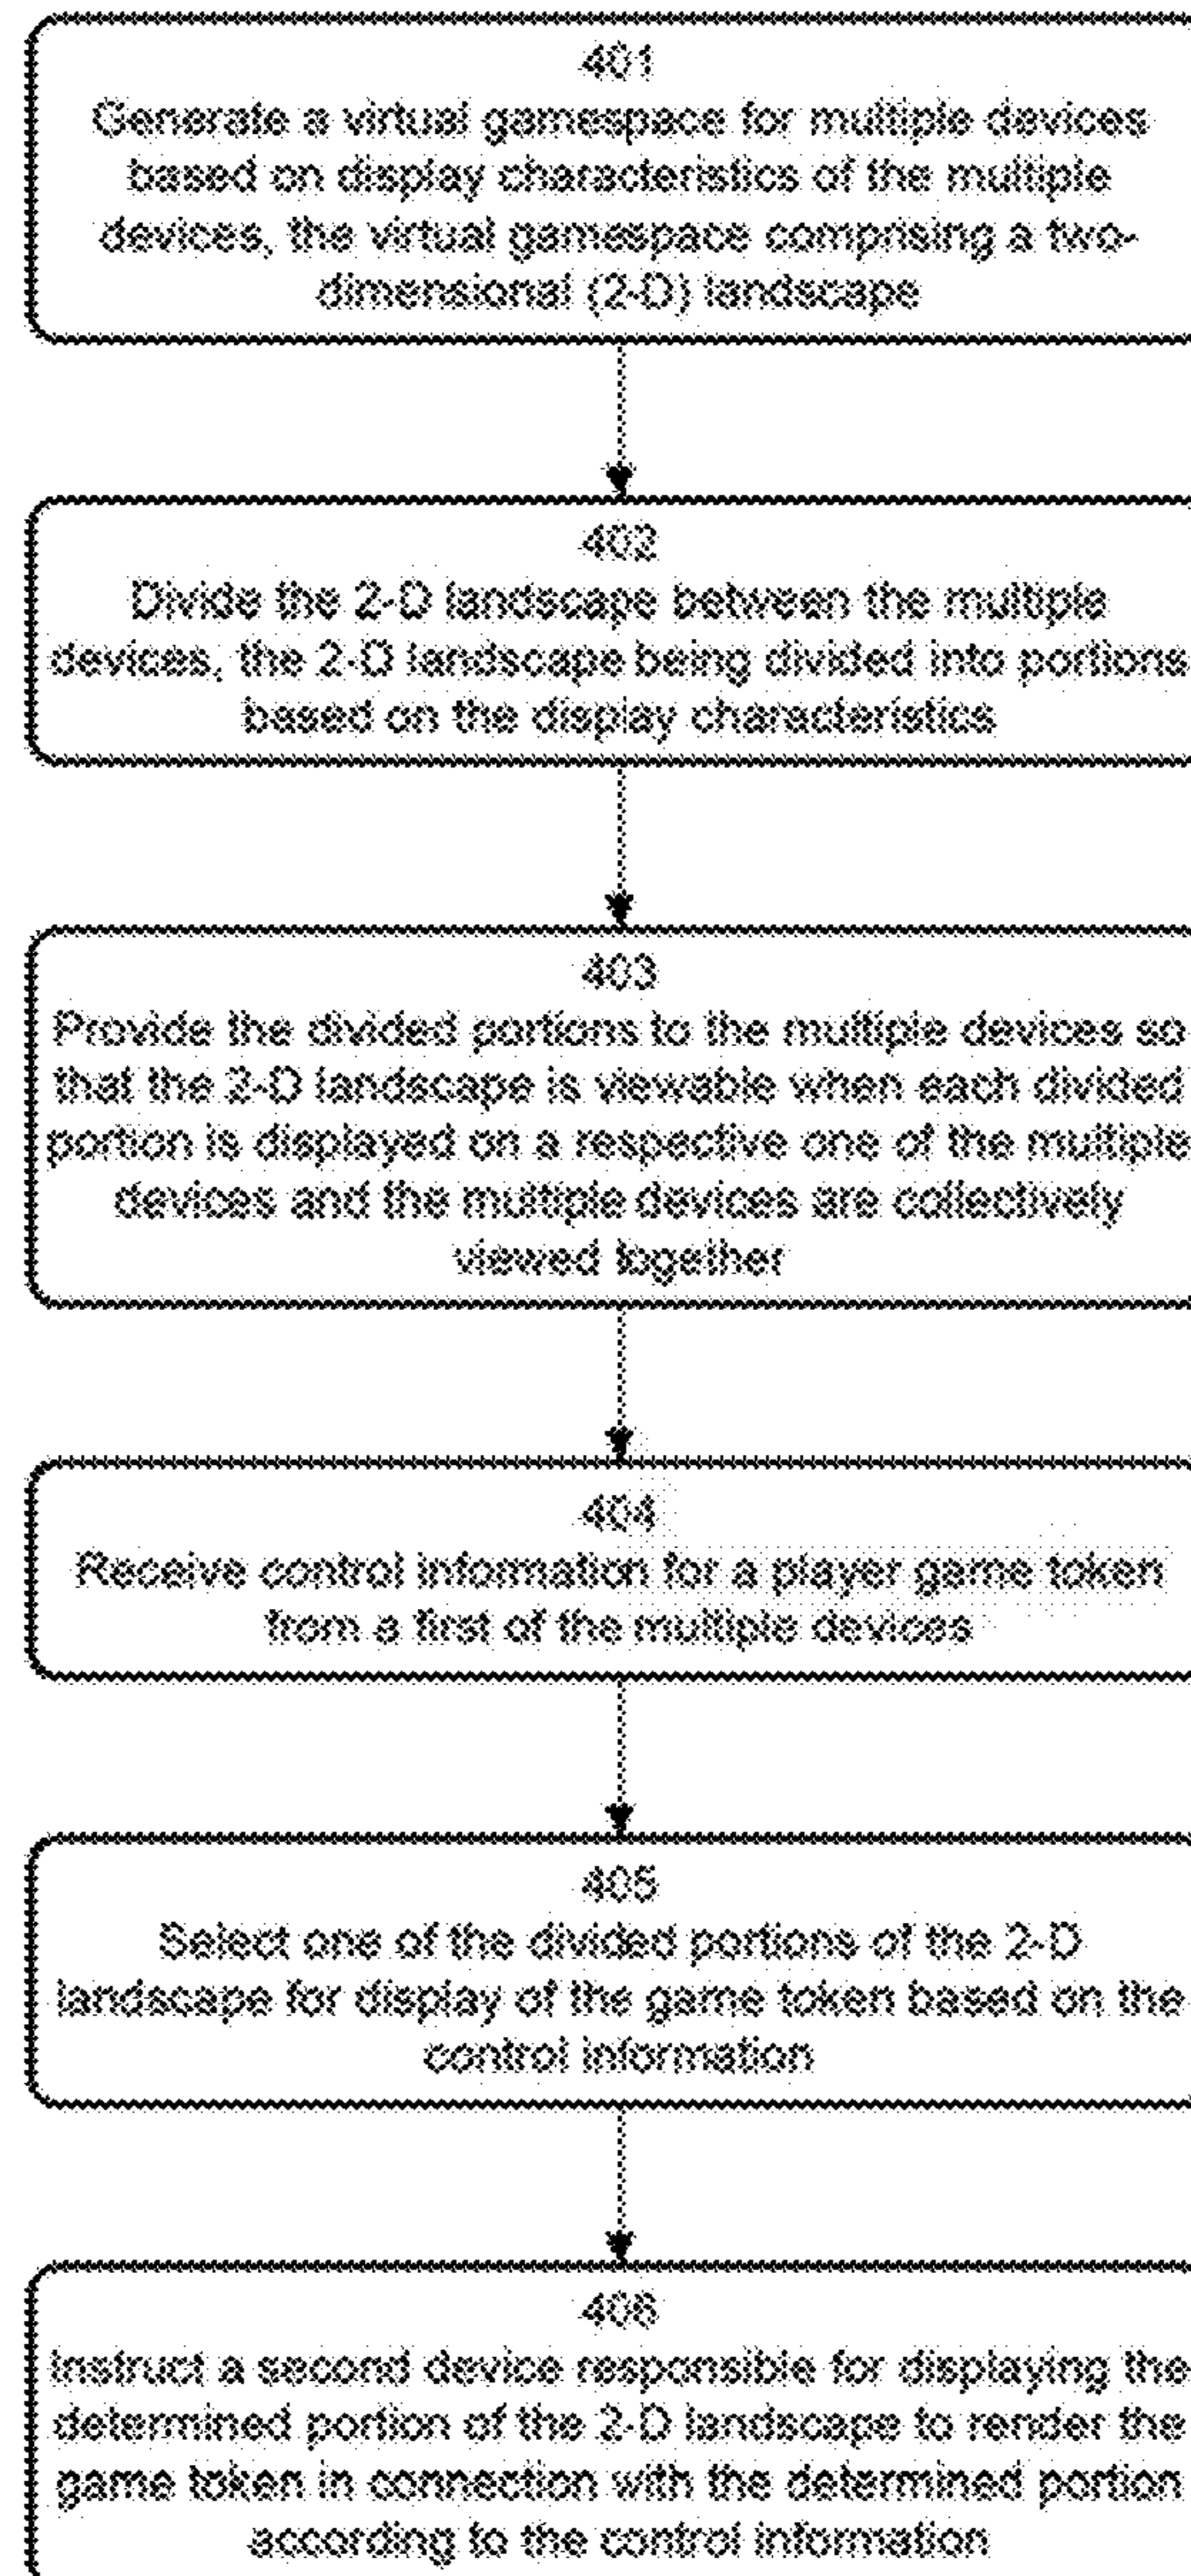 401
Generate a virtual gamespace for multiple devices
based on display characteristics of the multiple
devices, the virtual gamespace comprising a two-
dimensional (2-D) landscape
402
Divide the 2-D landscape between the multiple
devices, the 2-D landscape being divided into portions
based on the display characteristics
403
Provide the divided portions to the multiple devices so
that the 2-D landscape is viewable when each divided
portion is displayed on a respective one of the multiple
devices and the multiple devices are collectively
viewed together
404
Receive control information for a player game token
from a first of the multiple devices
405
Select one of the divided portions of the 2-D
landscape for display of the game token based on the
control information
406
Instruct a second device responsible for displaying the
determined portion of the 2-D landscape to render the
game token in connection with the determined portion
according to the control information